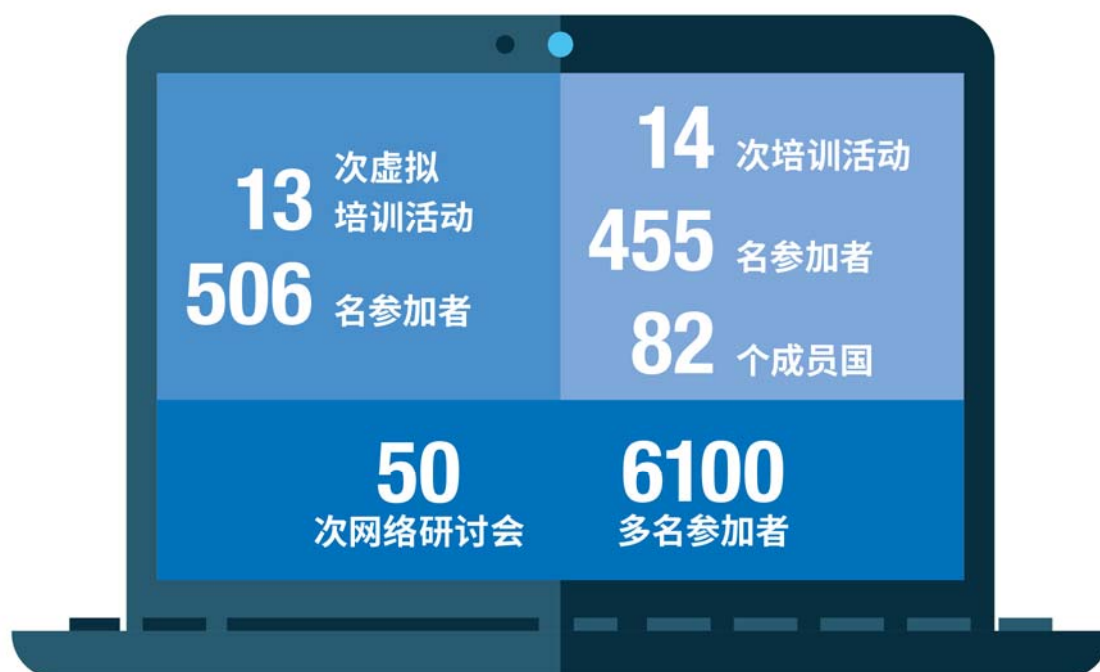 13 次虚拟
培训活动
506 名参加者
14 次培训活动
455 名参加者
82 个成员国
50
次网络研讨会
6100
多名参加者